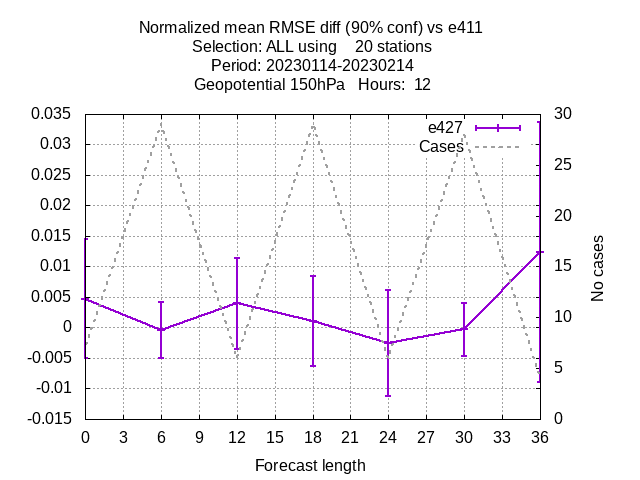 Normalized mean RMSE diff (90% conf) vs e411
Selection: ALL using 20 stations
Period: 20230114-20230214
Geopotential 150hPa Hours: 12
0.035
0.03
0.025
0.02
0.015
0.01
0.005
0
-0.005
-0.01
-0.015
e427
Cases
30
25
20
15
10
5
0
No cases
0 3 6 9 12 15 18 21 24 27 30 33 36
Forecast length